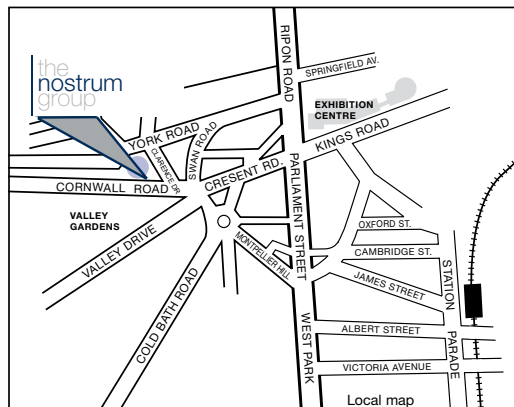 the
nostrum
group
RIPON ROAD
SPRINGFIELD AV.
EXHIBITION
CENTRE
YORK ROAD
KINGS ROAD
SWAN ROAD
CLARENCE DR
CRESENT RD.
CORNWALL ROAD
PARLIAMENT STREET
VALLEY
GARDENS
VALLEY DRIVE
OXFORD ST.
MONTPELLIER HILL
CAMBRIDGE ST.
JAMES STREET
STATION PARADE
COLD BATH ROAD
WEST PARK
ALBERT STREET
VICTORIA AVENUE
Local map